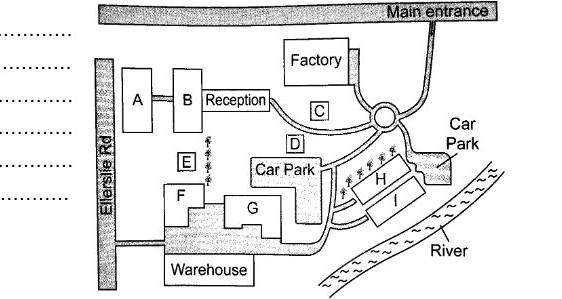 Main entrance
Factory
A
B
Reception
C
Car
Park
D
E
Car Park
Ellerslie Rd
H
F
G
I
River
Warehouse